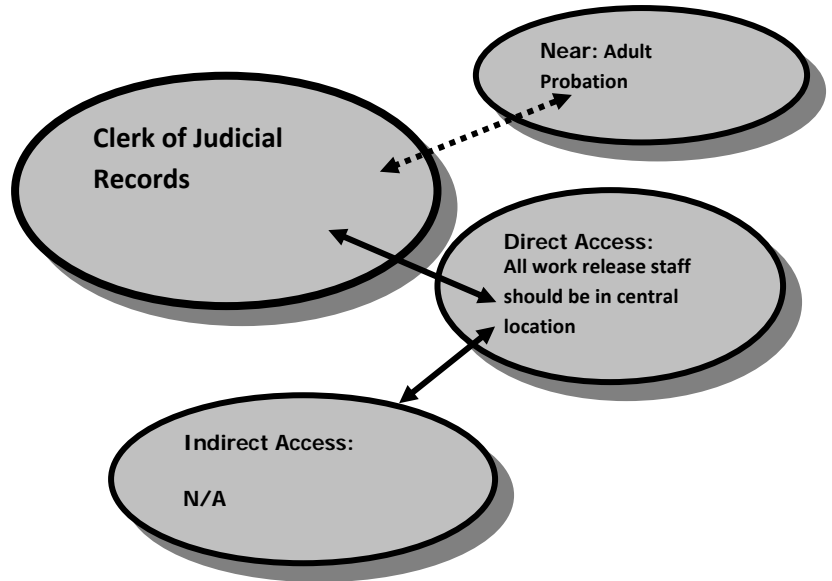 Clerk of Judicial
Records
Near: Adult
Probation
Direct Access:
All work release staff
should be in central
location
Indirect Access:
N/A